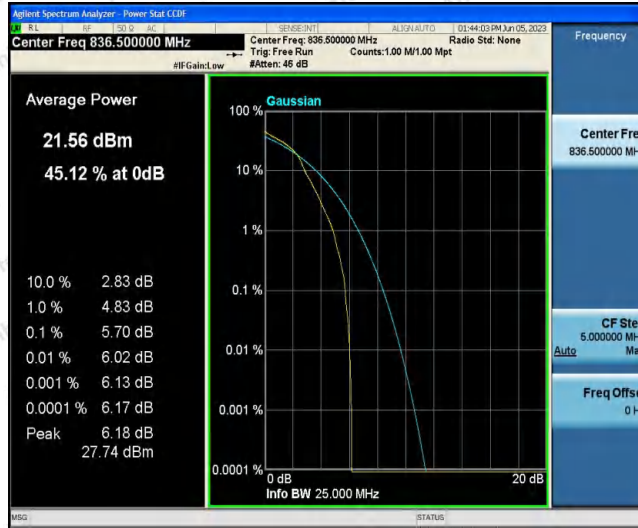 Agilent Spectrum Analyzer - Power Stat CCDF
RL RF 50 Ω AC SENSE:INT ALIGN AUTO 01:44:03 PM Jun 05, 2023
Center Freq 836.500000 MHz
Center Freq: 836.500000 MHz Radio Std: None
Trig: Free Run Counts:1.00 M/1.00 Mpt
#IFGain:Low #Atten: 46 dB
Frequency
Average Power
21.56 dBm
45.12 % at 0dB
10.0 % 2.83 dB
1.0 % 4.83 dB
0.1 % 5.70 dB
0.01 % 6.02 dB
0.001 % 6.13 dB
0.0001 % 6.17 dB
Peak 6.18 dB
27.74 dBm
Gaussian
100 %
10 %
1 %
0.1 %
0.01 %
0.001 %
0.0001 %
0 dB 20 dB
Info BW 25.000 MHz
Center Fre
836.500000 MH
CF Ste
5.000000 MH
Auto Ma
Freq Offse
0 H
MSG STATUS